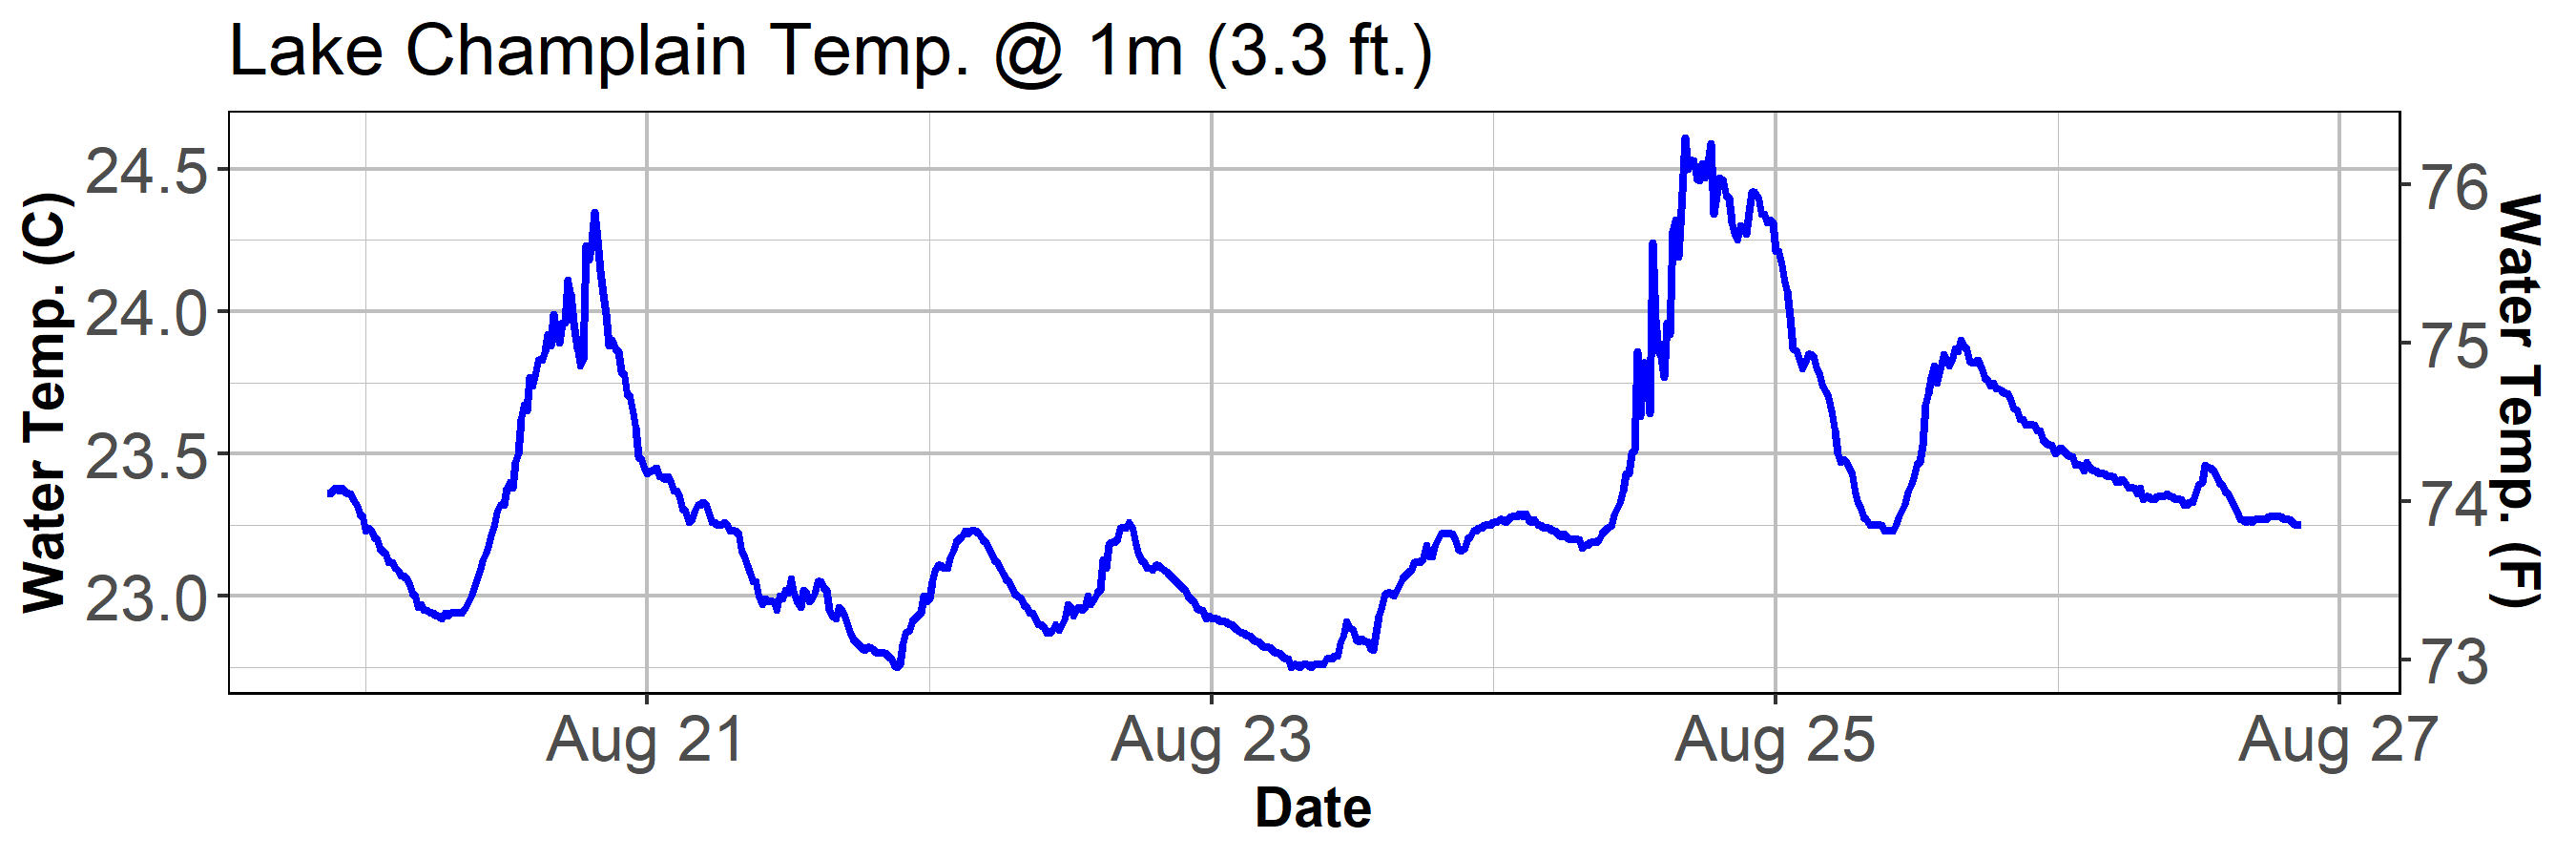 Lake Champlain Temp. @ 1m (3.3 ft.)
Water Temp. (C)
24.5
24.0
23.5
23.0
76
75
74
73
Water Temp. (F)
Aug 21
Aug 23
Aug 25
Aug 27
Date